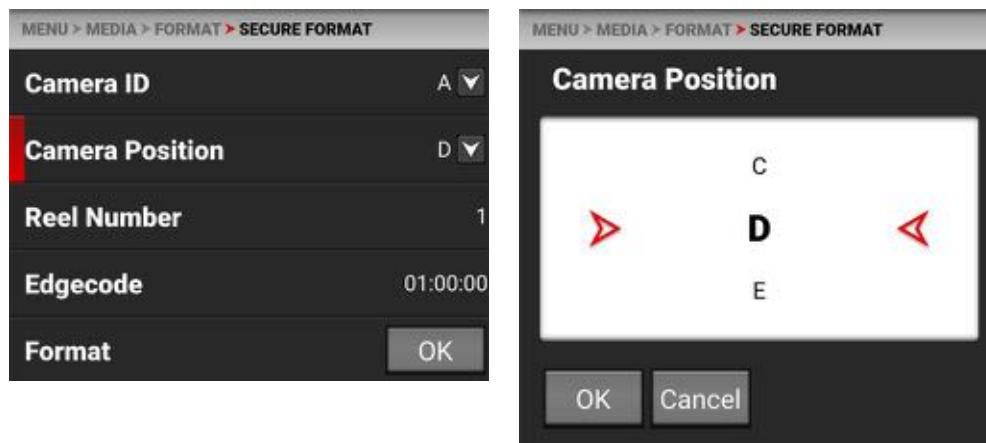 MENU > MEDIA > FORMAT > SECURE FORMAT
Camera ID A
Camera Position D
Reel Number 1
Edgecode 01:00:00
Format OK
MENU > MEDIA > FORMAT > SECURE FORMAT
Camera Position
C
D
E
OK Cancel